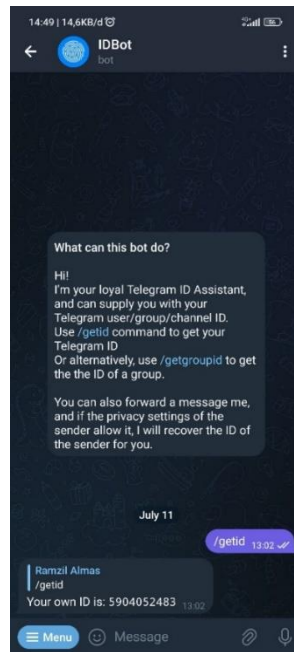 14:49 | 14,6KB/d
IDBot
bot
What can this bot do?
Hi!
I'm your loyal Telegram ID Assistant,
and can supply you with your
Telegram user/group/channel ID.
Use /getid command to get your
Telegram ID
Or alternatively, use /getgroupid to get
the the ID of a group.
You can also forward a message me,
and if the privacy settings of the
sender allow it, I will recover the ID of
the sender for you.
July 11
/getid 13:02
Ramzil Almas
/getid
Your own ID is: 5904052483 13:02
Menu Message